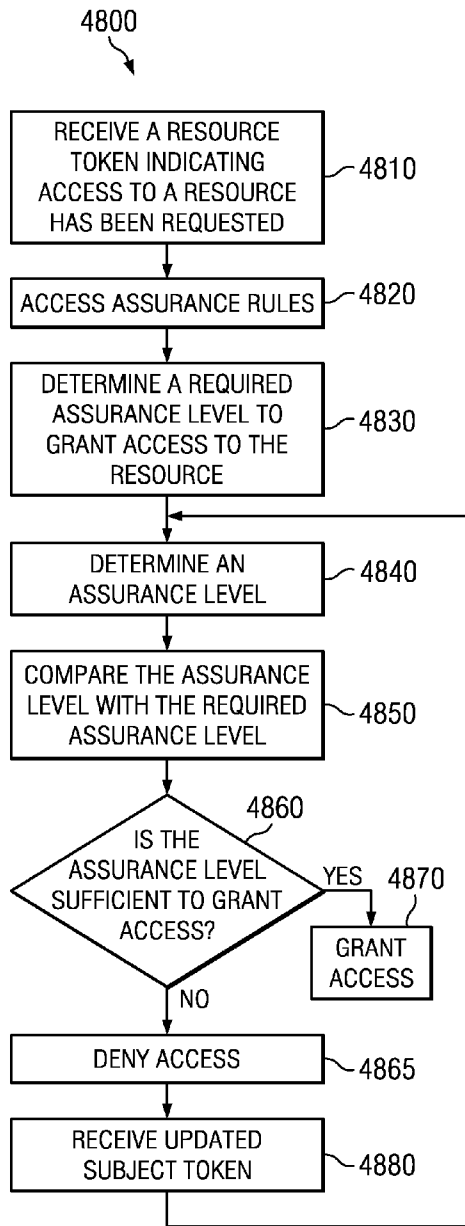 4800
RECEIVE A RESOURCE
TOKEN INDICATING
ACCESS TO A RESOURCE
HAS BEEN REQUESTED
4810
ACCESS ASSURANCE RULES
4820
DETERMINE A REQUIRED
ASSURANCE LEVEL TO
GRANT ACCESS TO THE
RESOURCE
4830
DETERMINE AN
ASSURANCE LEVEL
4840
COMPARE THE ASSURANCE
LEVEL WITH THE REQUIRED
ASSURANCE LEVEL
4850
4860
IS THE
ASSURANCE LEVEL
SUFFICIENT TO GRANT
ACCESS?
YES
4870
GRANT
ACCESS
NO
DENY ACCESS
4865
RECEIVE UPDATED
SUBJECT TOKEN
4880